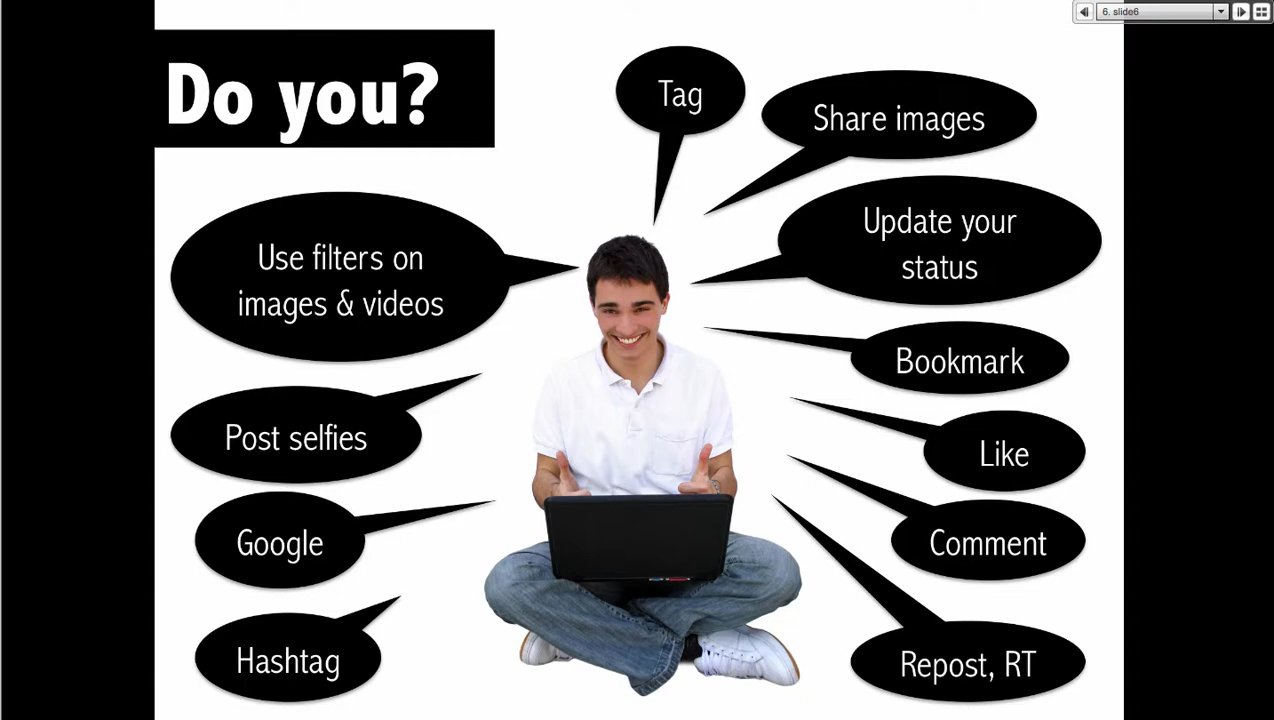 6. slide6
Do you?
Tag
Share images
Use filters on
images & videos
Update your
status
Bookmark
Post selfies
Like
Google
Comment
Hashtag
Repost, RT